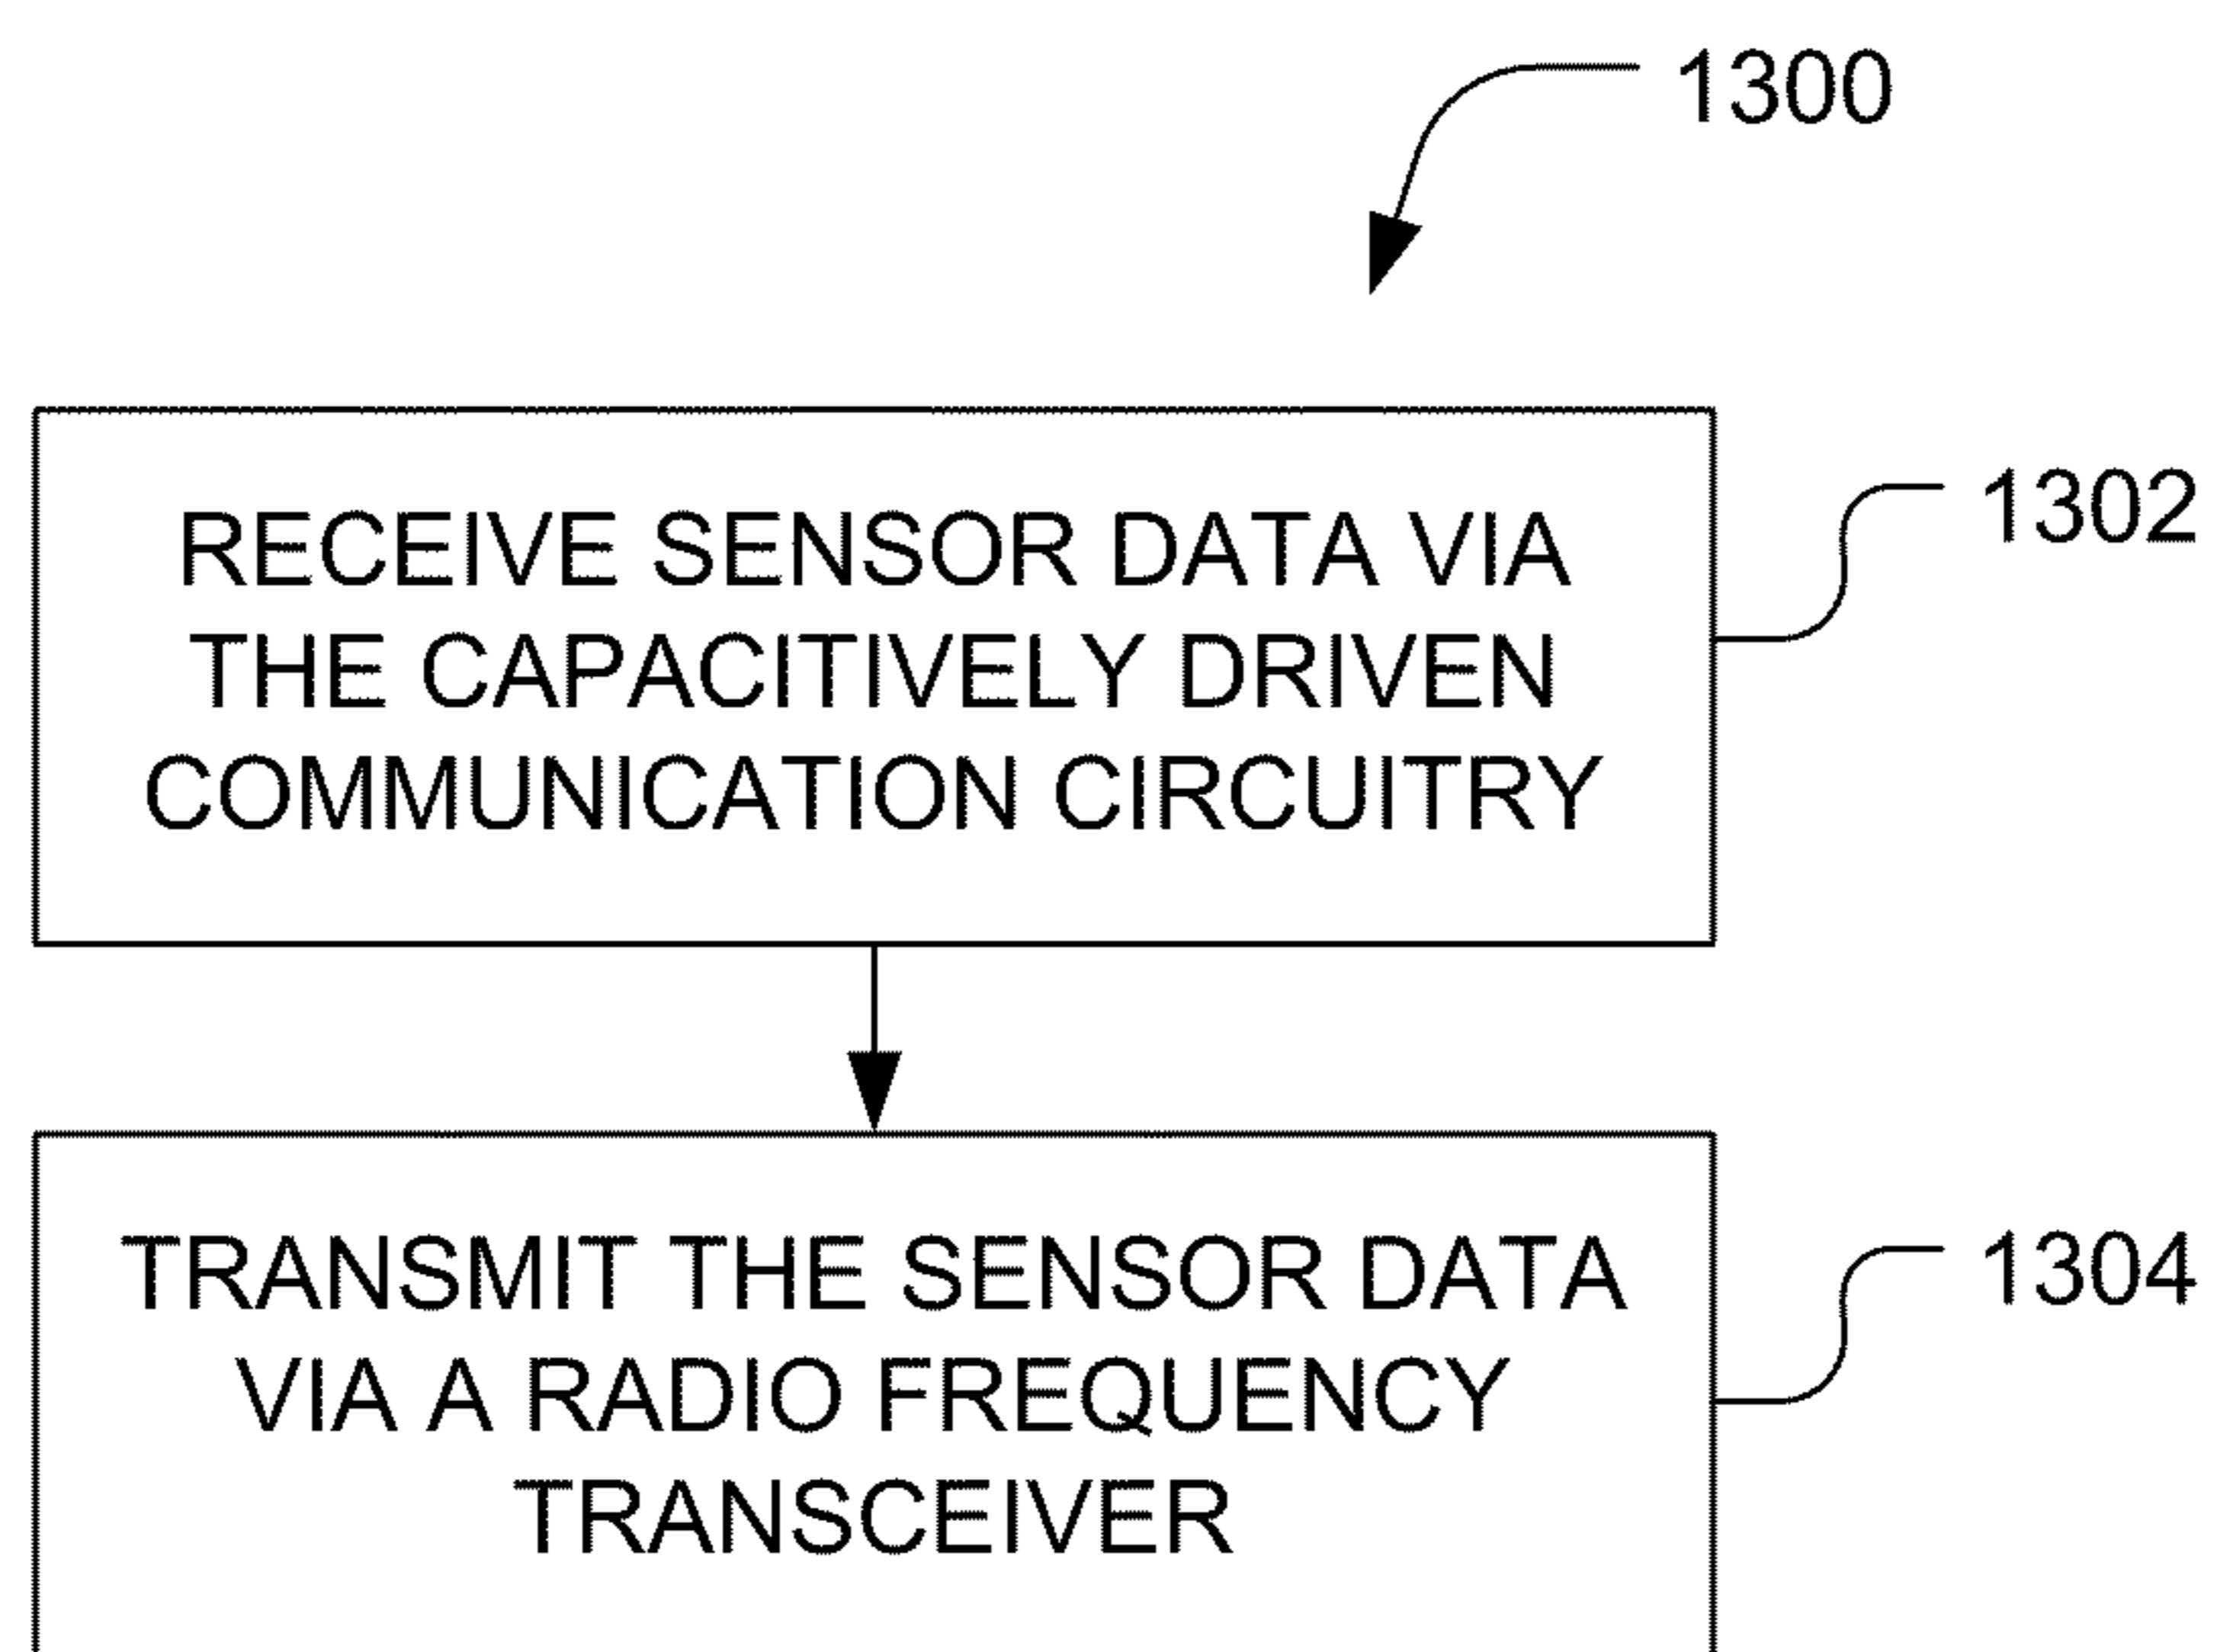 1300
RECEIVE SENSOR DATA VIA
THE CAPACITIVELY DRIVEN
COMMUNICATION CIRCUITRY
1302
TRANSMIT THE SENSOR DATA
VIA A RADIO FREQUENCY
TRANSCEIVER
1304